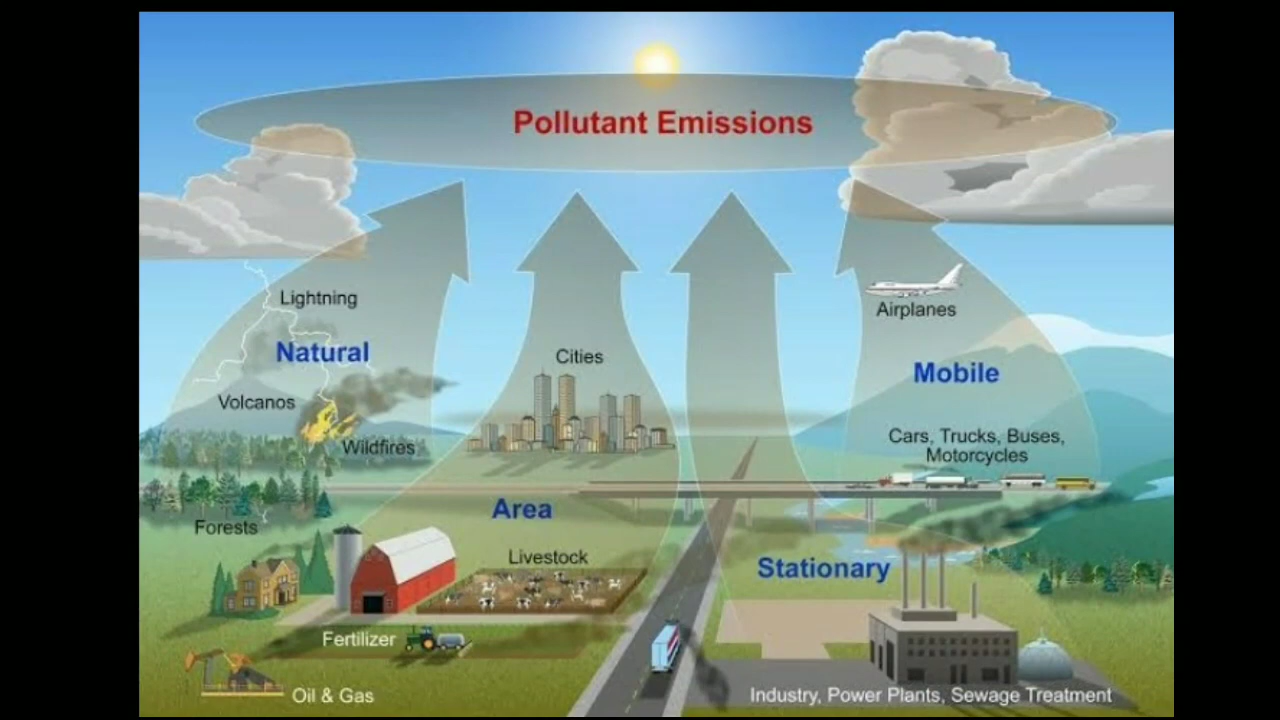 Pollutant Emissions
Lightning
Natural
Volcanos
Wildfires
Forests
Cities
Area
Livestock
Fertilizer
Oil & Gas
Airplanes
Mobile
Cars, Trucks, Buses,
Motorcycles
Stationary
Industry, Power Plants, Sewage Treatment